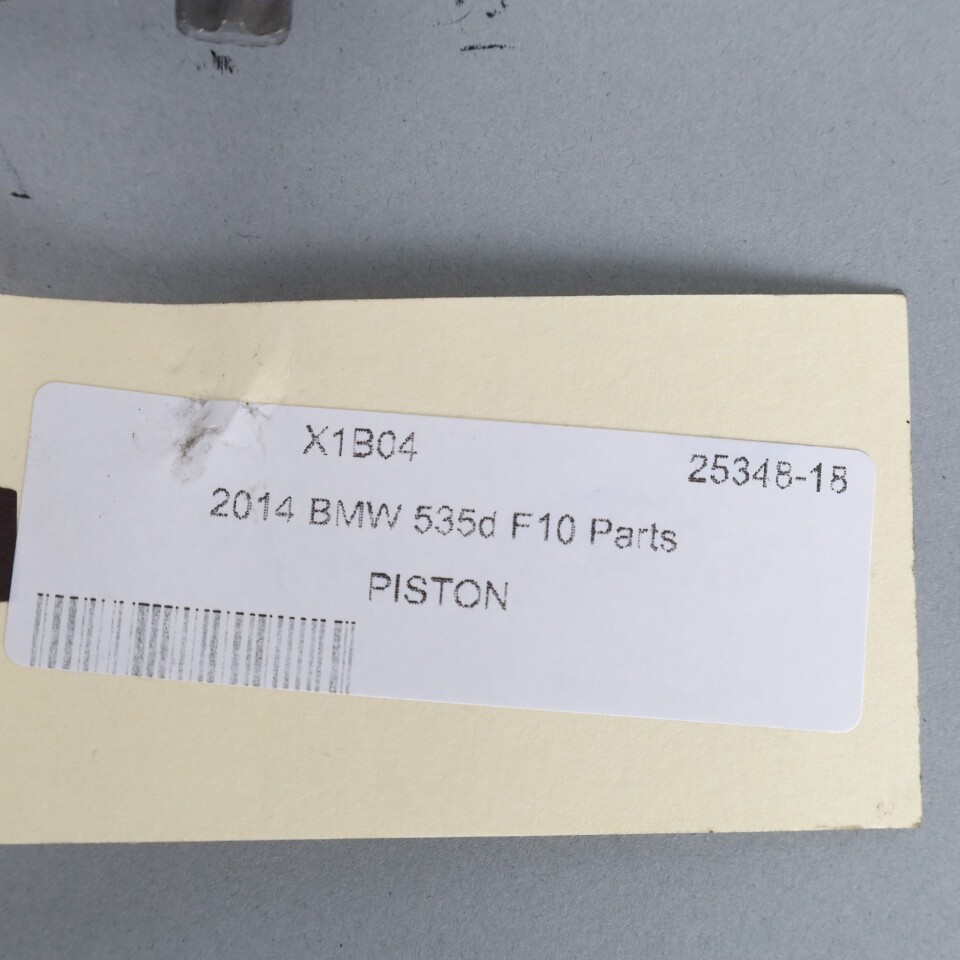 X1B04 25348-18
2014 BMW 535d F10 Parts
PISTON